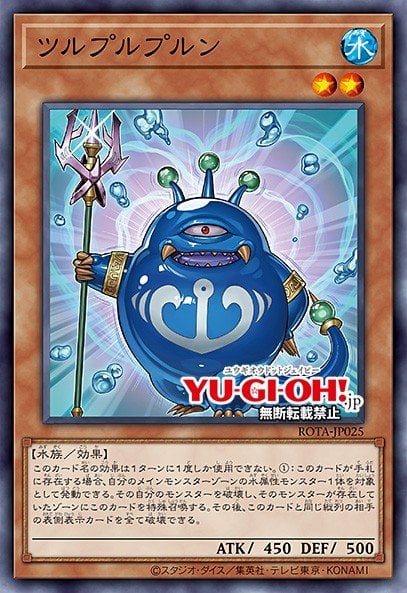 ツルプルプルン
水
ユウギオウドットジェイピー
YU-GI-OH!.jp
無断転載禁止
ROTA-JP025
【水族／効果】
このカード名の効果は1ターンに1度しか使用できない。①：このカードが手札
に存在する場合、自分のメインモンスターゾーンの水属性モンスター1体を対象
として発動できる。その自分のモンスターを破壊し、そのモンスターが存在して
いたゾーンにこのカードを特殊召喚する。その後、このカードと同じ縦列の相手
の表側表示カードを全て破壊できる。
ATK/ 450 DEF/ 500
©スタジオ・ダイス／集英社・テレビ東京・KONAMI